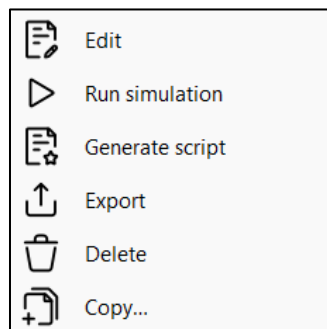 Edit
Run simulation
Generate script
Export
Delete
Copy...